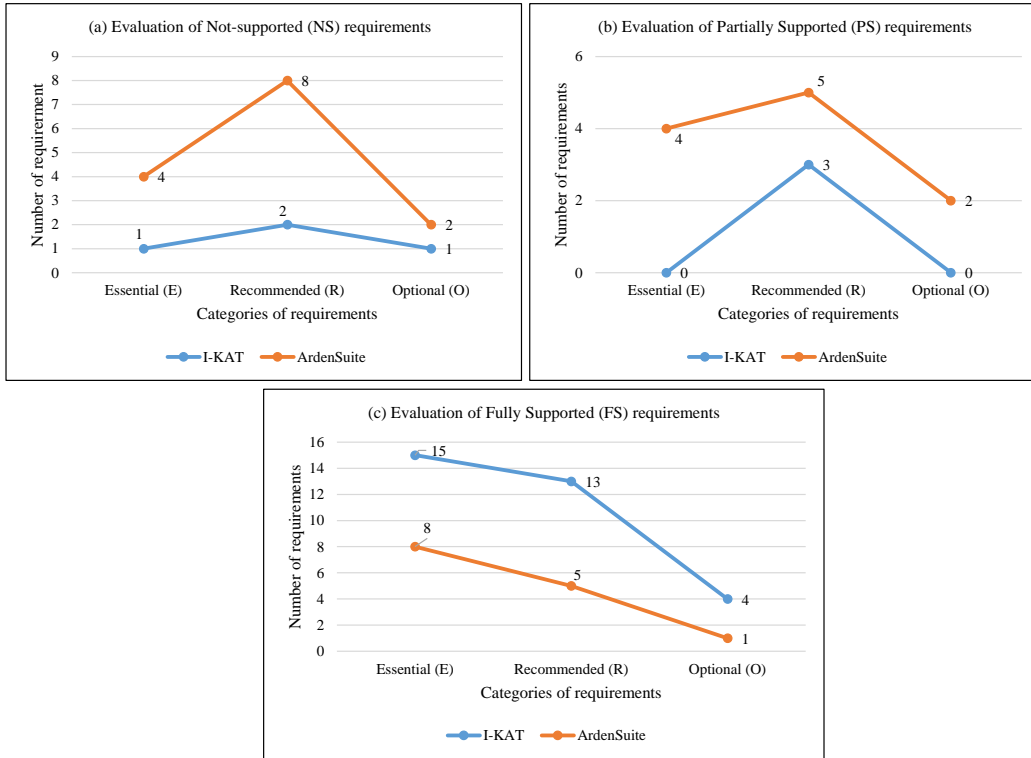 (a) Evaluation of Not-supported (NS) requirements
Number of requirerment
9
8
7
6
5
4
3
2
1
0
4
8
2
1
2
1
Essential (E) Recommended (R) Optional (O)
Categories of requirements
I-KAT ArdenSuite
(b) Evaluation of Partially Supported (PS) requirements
Number of requirements
6
4
2
0
4
5
2
0
3
0
Essential (E) Recommended (R) Optional (O)
Categories of requirements
I-KAT ArdenSuite
(c) Evaluation of Fully Supported (FS) requirements
Number of requirements
16
14
12
10
8
6
4
2
0
15
13
4
8
5
1
Essential (E) Recommended (R) Optional (O)
Categories of requirements
I-KAT ArdenSuite